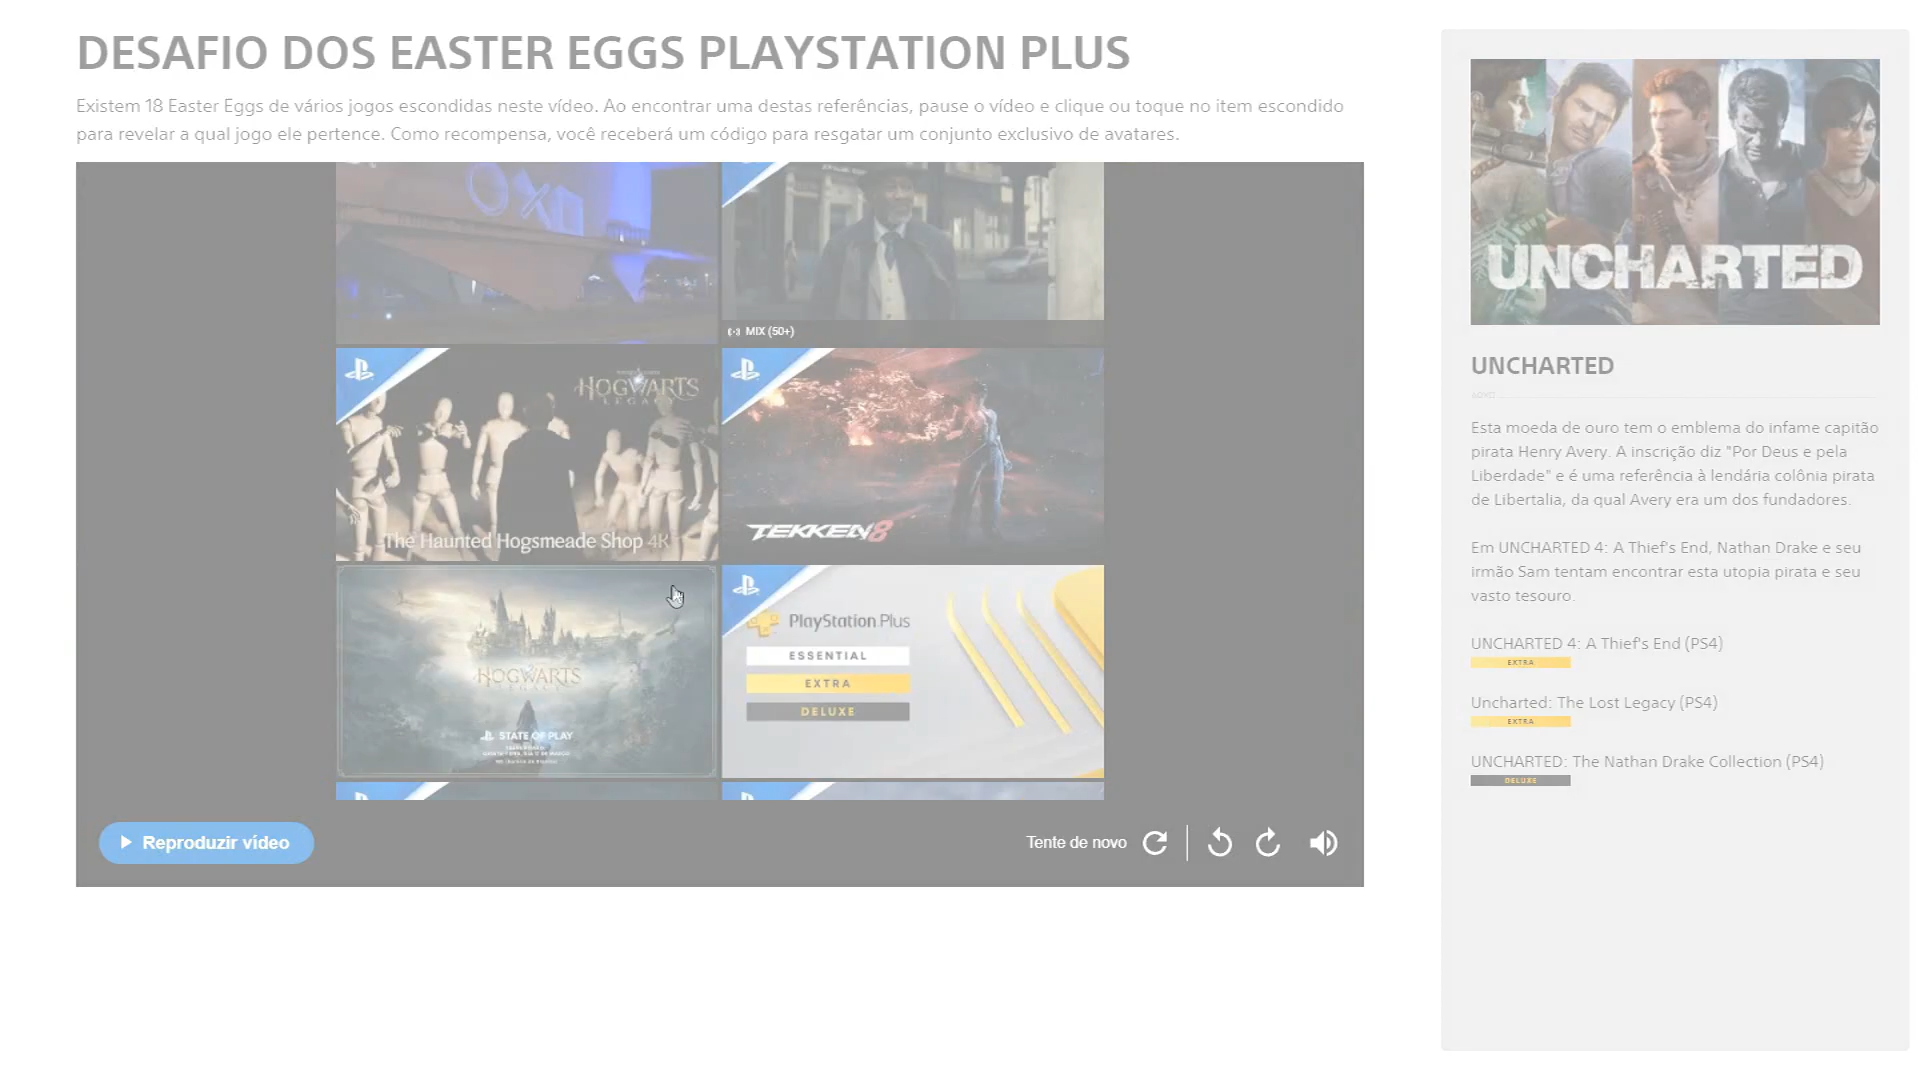 DESAFIO DOS EASTER EGGS PLAYSTATION PLUS
Existem 18 Easter Eggs de vários jogos escondidas neste vídeo. Ao encontrar uma destas referências, pause o vídeo e clique ou toque no item escondido
para revelar a qual jogo ele pertence. Como recompensa, você receberá um código para resgatar um conjunto exclusivo de avatares.
MIX (50+)
HOGWARTS
LEGACY
The Haunted Hogsmeade Shop 4K
TEKKEN 8
HOGWARTS
LEGACY
STATE OF PLAY
PlayStation Plus
ESSENTIAL
EXTRA
DELUXE
Reproduzir vídeo
Tente de novo
UNCHARTED
UNCHARTED
Esta moeda de ouro tem o emblema do infame capitão
pirata Henry Avery. A inscrição diz "Por Deus e pela
Liberdade" e é uma referência à lendária colônia pirata
de Libertalia, da qual Avery era um dos fundadores.
Em UNCHARTED 4: A Thief's End, Nathan Drake e seu
irmão Sam tentam encontrar esta utopia pirata e seu
vasto tesouro.
UNCHARTED 4: A Thief's End (PS4)
EXTRA
Uncharted: The Lost Legacy (PS4)
EXTRA
UNCHARTED: The Nathan Drake Collection (PS4)
DELUXE